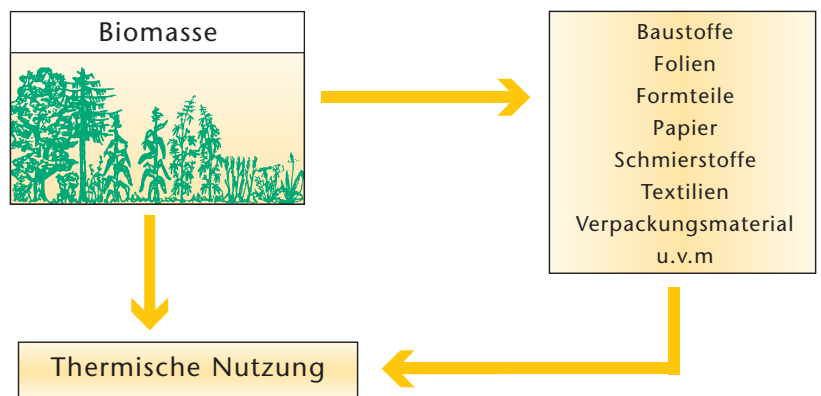 Biomasse
Baustoffe
Folien
Formteile
Papier
Schmierstoffe
Textilien
Verpackungsmaterial
u.v.m
Thermische Nutzung